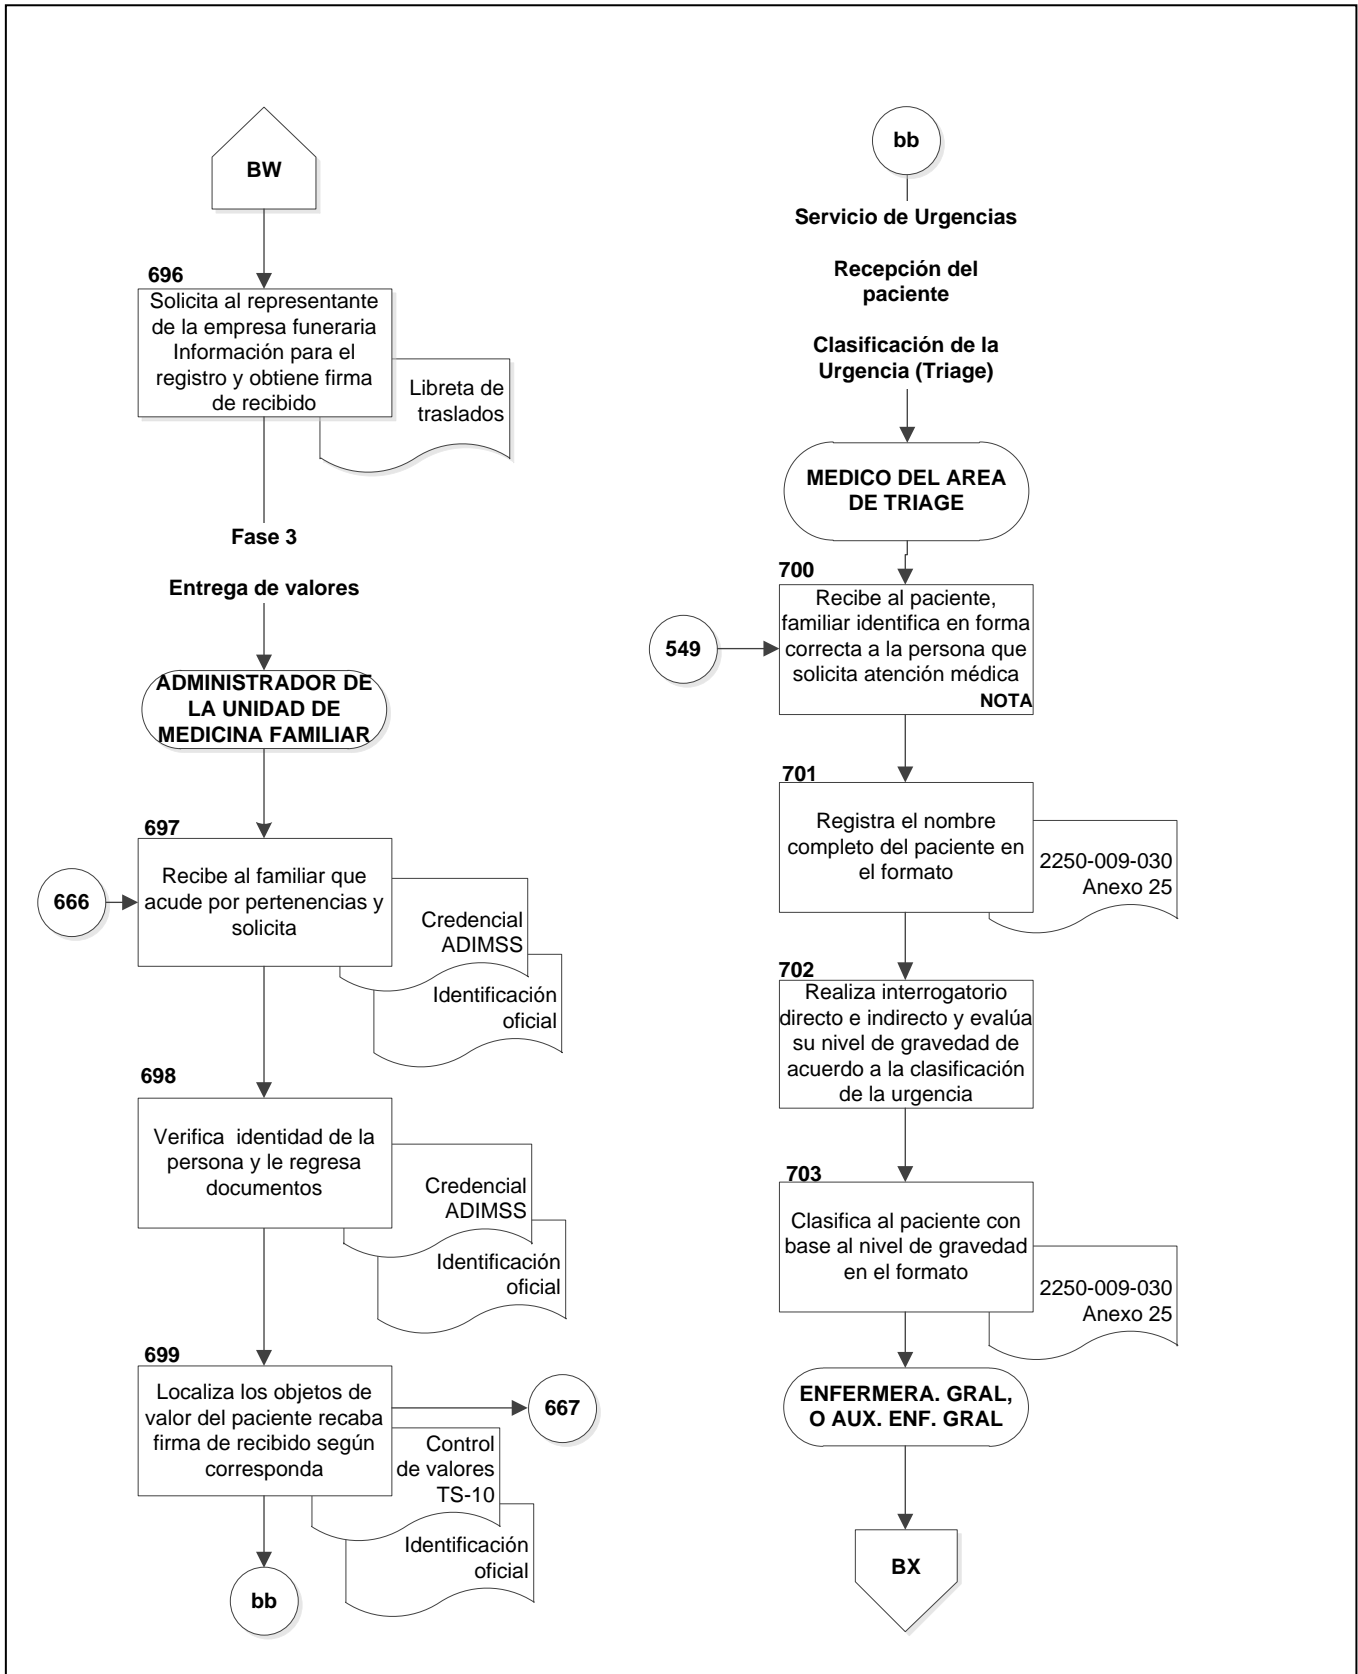 BW
696
Solicita al representante
de la empresa funeraria
Información para el
registro y obtiene firma
de recibido
Libreta de
traslados
Fase 3
Entrega de valores
ADMINISTRADOR DE
LA UNIDAD DE
MEDICINA FAMILIAR
697
666
Recibe al familiar que
acude por pertenencias y
solicita
Credencial
ADIMSS
Identificación
oficial
698
Verifica  identidad de la
persona y le regresa
documentos
Credencial
ADIMSS
Identificación
oficial
699
Localiza los objetos de
valor del paciente recaba
firma de recibido según
corresponda
667
Control
de valores
TS-10
Identificación
oficial
bb
bb
Servicio de Urgencias
Recepción del
paciente
Clasificación de la
Urgencia (Triage)
MEDICO DEL AREA
DE TRIAGE
700
549
Recibe al paciente,
familiar identifica en forma
correcta a la persona que
solicita atención médica
NOTA
701
Registra el nombre
completo del paciente en
el formato
2250-009-030
Anexo 25
702
Realiza interrogatorio
directo e indirecto y evalúa
su nivel de gravedad de
acuerdo a la clasificación
de la urgencia
703
Clasifica al paciente con
base al nivel de gravedad
en el formato
2250-009-030
Anexo 25
ENFERMERA. GRAL,
O AUX. ENF. GRAL
BX